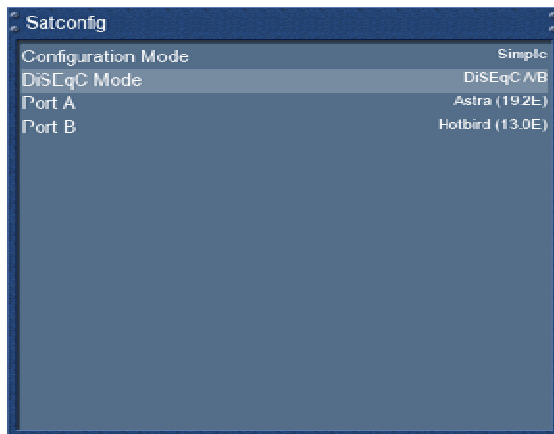 Satconfig
Configuration Mode Simple
DiSEqC Mode DiSEqC A/B
Port A Astra (19.2E)
Port B Hotbird (13.0E)